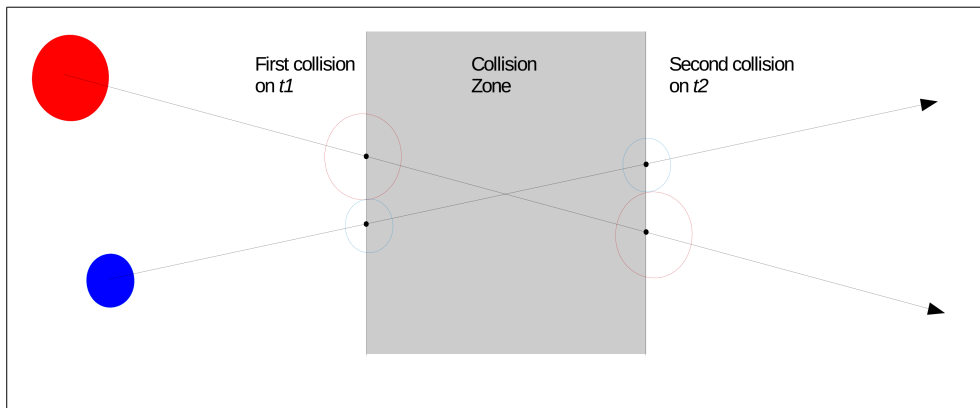 First collision
on t1
Collision
Zone
Second collision
on t2